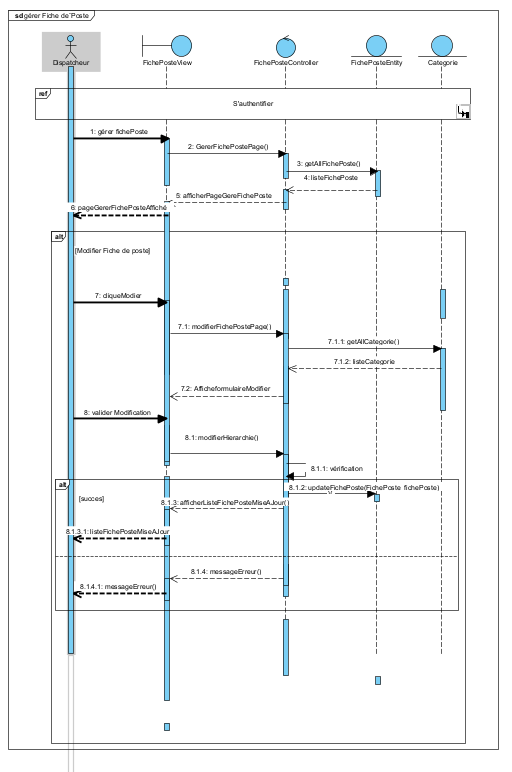 sd gérer Fiche de Poste
Dispatcheur
FichePosteView
FichePosteController
FichePosteEntity
Categorie
ref
S'authentifier
1: gérer fichePoste
2: GererFichePostePage()
3: getAllFichePoste()
4: listeFichePoste
5: afficherPageGereFichePoste
6: pageGererFichePosteAffiché
alt
[Modifier Fiche de poste]
7: cliqueModier
7.1: modifierFichePostePage()
7.1.1: getAllCategorie()
7.1.2: listeCategorie
7.2: AfficheformulaireModifier
8: valider Modification
8.1: modifierHierarchie()
8.1.1: vérification
alt
8.1.2: updateFichePoste(FichePoste fichePoste)
[succes]
8.1.3: afficherListeFichePosteMiseAJour()
8.1.3.1: listeFichePosteMiseAJour
8.1.4: messageErreur()
8.1.4.1: messageErreur()